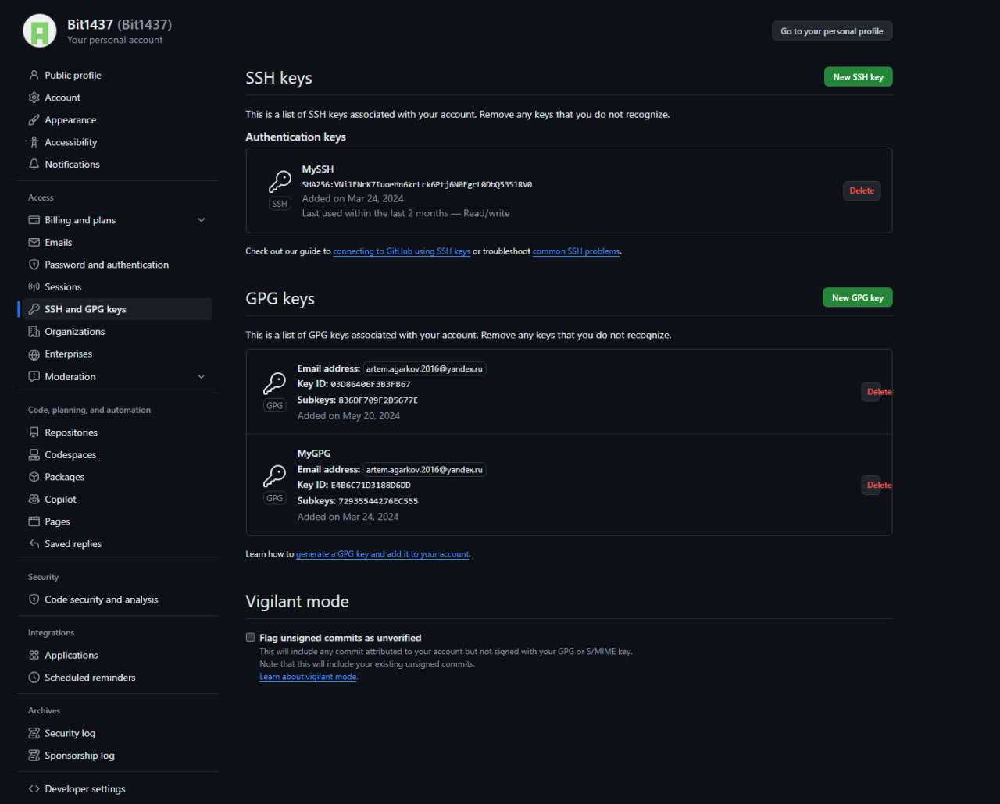 Bit1437 (Bit1437)
Your personal account
Go to your personal profile
Public profile
Account
Appearance
Accessibility
Notifications
Access
Billing and plans
Emails
Password and authentication
Sessions
SSH and GPG keys
Organizations
Enterprises
Moderation
Code, planning, and automation
Repositories
Codespaces
Packages
Copilot
Pages
Saved replies
Security
Code security and analysis
Integrations
Applications
Scheduled reminders
Archives
Security log
Sponsorship log
Developer settings
SSH keys
New SSH key
This is a list of SSH keys associated with your account. Remove any keys that you do not recognize.
Authentication keys
MySSH
SHA256:VNi1FNrK7IuoeHn6krLck6Ptj6N0EgrL0DbQ5351RV0
SSH
Added on Mar 24, 2024
Last used within the last 2 months — Read/write
Delete
Check out our guide to connecting to GitHub using SSH keys or troubleshoot common SSH problems.
GPG keys
New GPG key
This is a list of GPG keys associated with your account. Remove any keys that you do not recognize.
Email address: artem.agarkov.2016@yandex.ru
Key ID: 03D86406F3B3FB67
GPG
Subkeys: 836DF709F2D5677E
Added on May 20, 2024
Delete
MyGPG
Email address: artem.agarkov.2016@yandex.ru
Key ID: E4B6C71D3188D6DD
GPG
Subkeys: 72935544276EC555
Added on Mar 24, 2024
Delete
Learn how to generate a GPG key and add it to your account.
Vigilant mode
Flag unsigned commits as unverified
This will include any commit attributed to your account but not signed with your GPG or S/MIME key.
Note that this will include your existing unsigned commits.
Learn about vigilant mode.